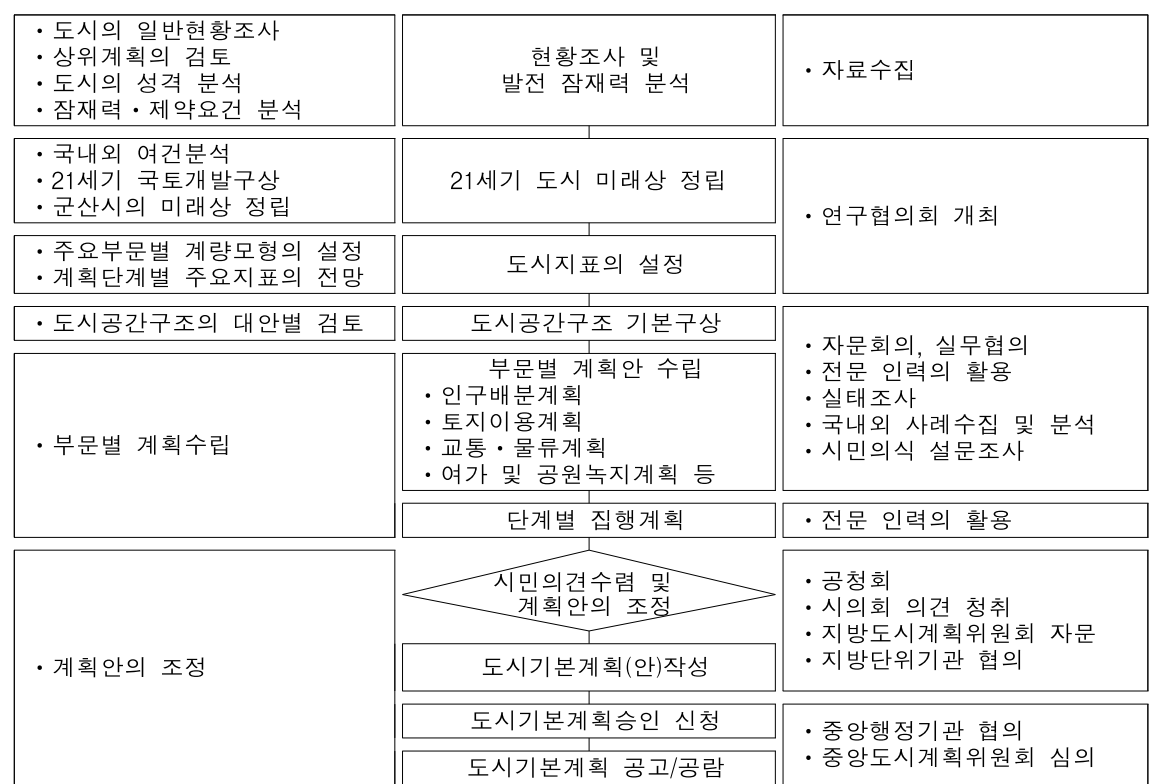 • 도시의 일반현황조사
• 상위계획의 검토
• 도시의 성격 분석
• 잠재력·제약요건 분석
현황조사 및
발전 잠재력 분석
• 자료수집
• 국내외 여건분석
• 21세기 국토개발구상
• 군산시의 미래상 정립
21세기 도시 미래상 정립
• 연구협의회 개최
• 주요부문별 계량모형의 설정
• 계획단계별 주요지표의 전망
도시지표의 설정
• 도시공간구조의 대안별 검토
도시공간구조 기본구상
• 자문회의, 실무협의
• 전문 인력의 활용
• 실태조사
• 국내외 사례수집 및 분석
• 시민의식 설문조사
• 부문별 계획수립
부문별 계획안 수립
• 인구배분계획
• 토지이용계획
• 교통·물류계획
• 여가 및 공원녹지계획 등
단계별 집행계획
• 전문 인력의 활용
• 계획안의 조정
시민의견수렴 및
계획안의 조정
• 공청회
• 시의회 의견 청취
• 지방도시계획위원회 자문
• 지방단위기관 협의
도시기본계획(안)작성
도시기본계획승인 신청
• 중앙행정기관 협의
• 중앙도시계획위원회 심의
도시기본계획 공고/공람